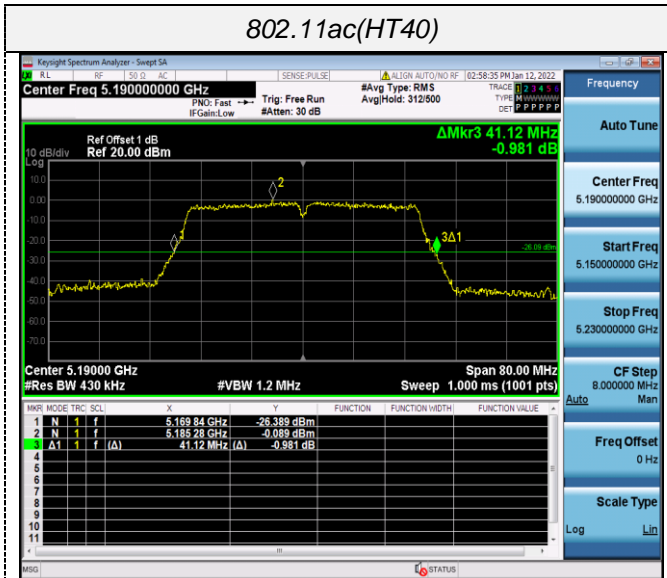 802.11ac(HT40)
Keysight Spectrum Analyzer - Swept SA
RL RF 50 Ω AC SENSE:PULSE ALIGN AUTO/NO RF 02:58:35 PM Jan 12, 2022
Center Freq 5.190000000 GHz
PNO: Fast
IFGain:Low
Trig: Free Run
#Atten: 30 dB
#Avg Type: RMS
Avg|Hold: 312/500
TRACE 1 2 3 4 5 6
TYPE M WWWWW
DET P P P P P P
Ref Offset 1 dB
10 dB/div Ref 20.00 dBm
Log
ΔMkr3 41.12 MHz
-0.981 dB
10.0
0.00
-10.0
-20.0
-30.0
-40.0
-50.0
-60.0
-70.0
2
3Δ1
-26.09 dBm
Center 5.19000 GHz Span 80.00 MHz
#Res BW 430 kHz #VBW 1.2 MHz Sweep 1.000 ms (1001 pts)
MKR MODE TRC SCL X Y FUNCTION FUNCTION WIDTH FUNCTION VALUE
1 N 1 f 5.169 84 GHz -26.389 dBm
2 N 1 f 5.185 28 GHz -0.089 dBm
3 Δ1 1 f (Δ) 41.12 MHz (Δ) -0.981 dB
4
5
6
7
8
9
10
11
MSG STATUS
Frequency
Auto Tune
Center Freq
5.190000000 GHz
Start Freq
5.150000000 GHz
Stop Freq
5.230000000 GHz
CF Step
8.000000 MHz
Auto Man
Freq Offset
0 Hz
Scale Type
Log Lin